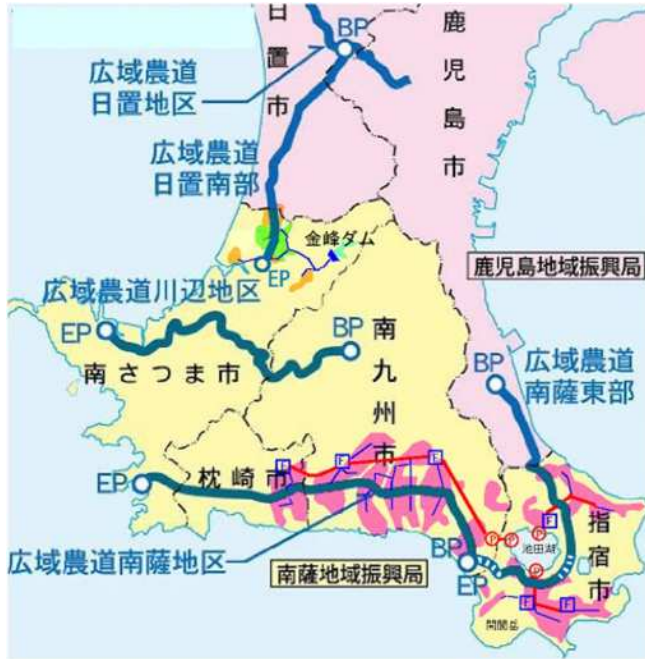 日置市
BP
鹿児島市
広域農道
日置地区
広域農道
日置南部
金峰ダム
鹿児島地域振興局
EP
広域農道川辺地区
EP
BP
南九州市
南さつま市
BP
広域農道
南薩東部
F
F
F
枕崎市
EP
F
指宿市
P
P
P
池田湖
広域農道南薩地区
BP
EP
P
南薩地域振興局
F
F
開聞岳